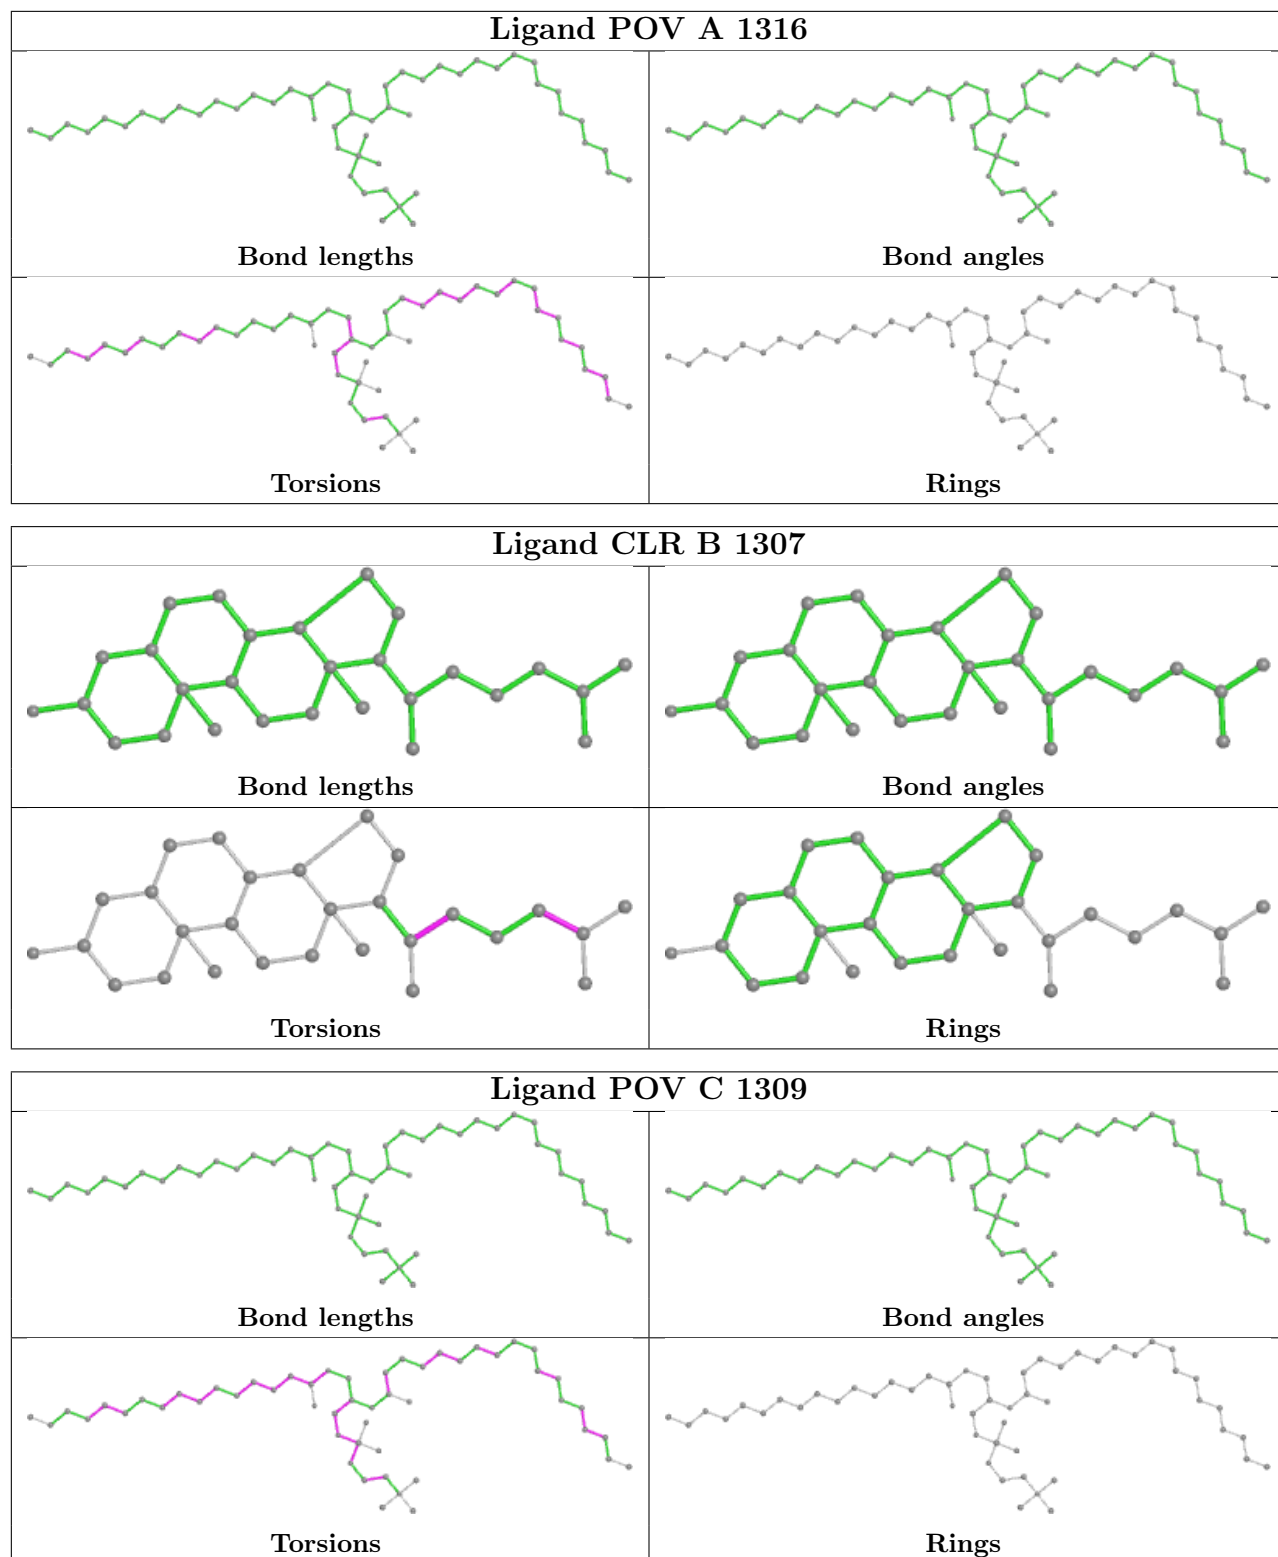 Ligand POV A 1316
Bond lengths
Bond angles
Torsions
Rings
Ligand CLR B 1307
Bond lengths
Bond angles
Torsions
Rings
Ligand POV C 1309
Bond lengths
Bond angles
Torsions
Rings